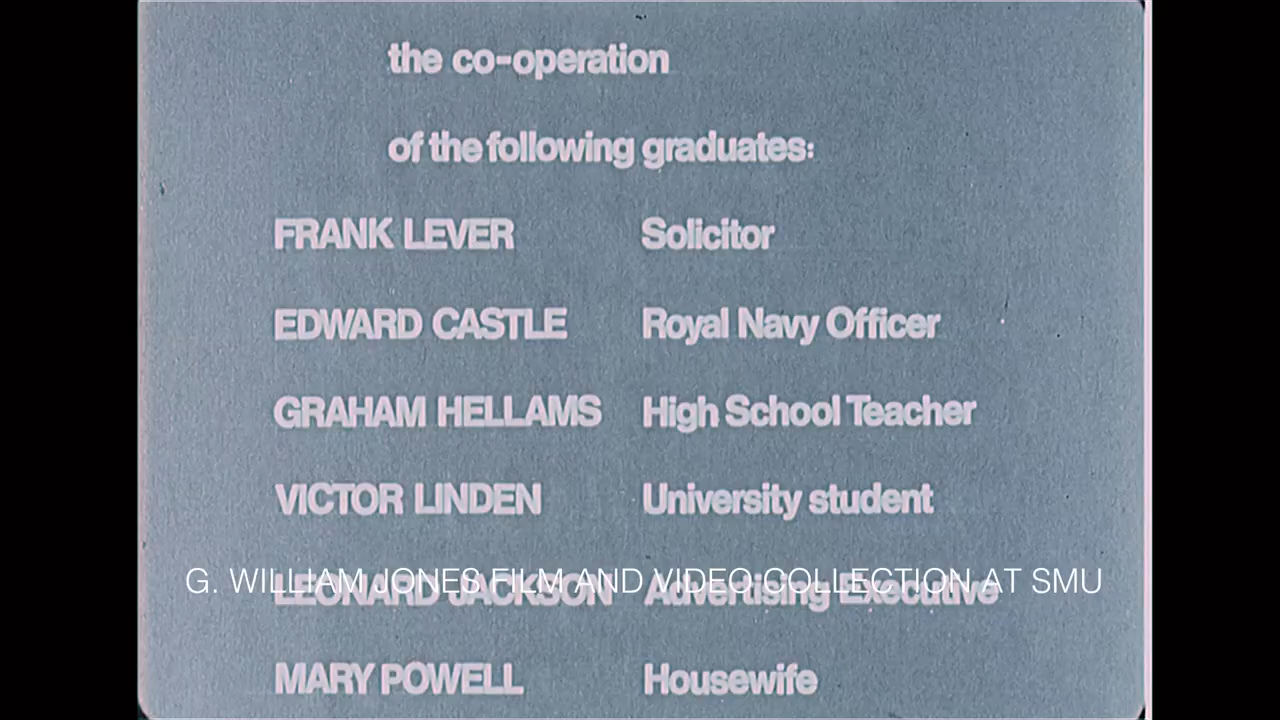 the co-operation
of the following graduates:
FRANK LEVER Solicitor
EDWARD CASTLE Royal Navy Officer
GRAHAM HELLAMS High School Teacher
VICTOR LINDEN University student
LEONARD JACKSON Advertising Executive
G. WILLIAM JONES FILM AND VIDEO COLLECTION AT SMU
MARY POWELL Housewife